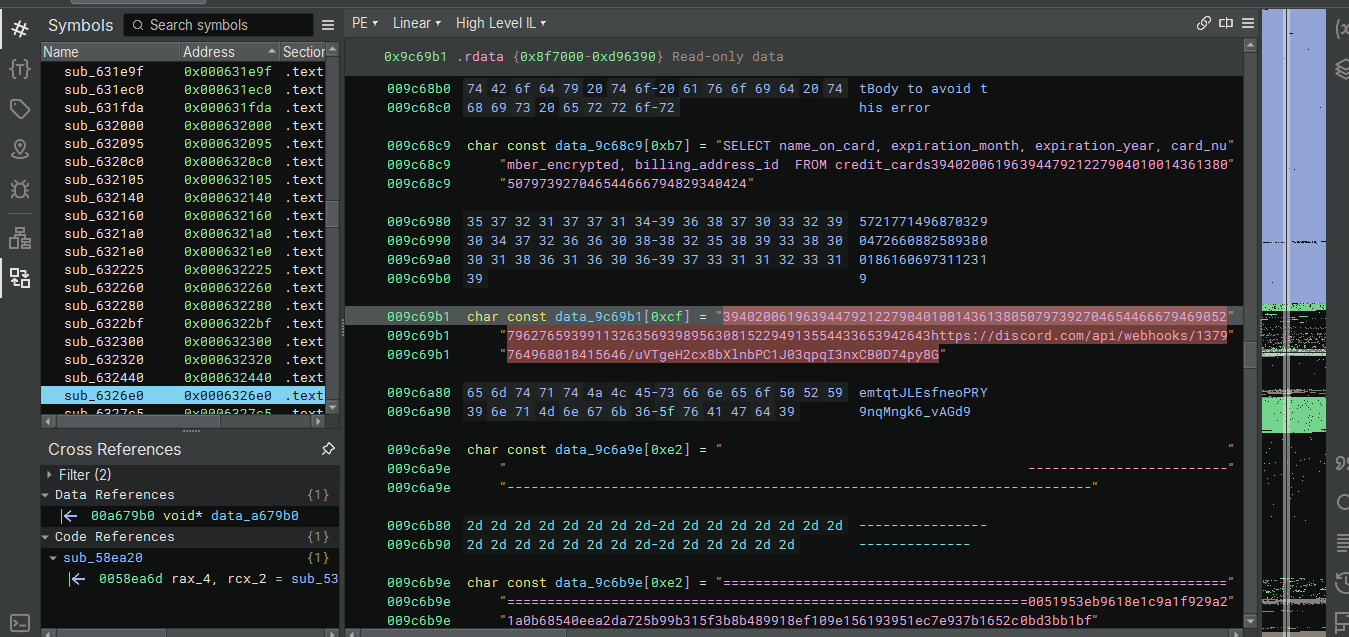 Symbols
Search symbols
PE
Linear
High Level IL
Name Address Section
sub_631e9f 0x000631e9f .text
sub_631ec0 0x000631ec0 .text
sub_631fda 0x000631fda .text
sub_632000 0x000632000 .text
sub_632095 0x000632095 .text
sub_6320c0 0x0006320c0 .text
sub_632105 0x000632105 .text
sub_632140 0x000632140 .text
sub_632160 0x000632160 .text
sub_6321a0 0x0006321a0 .text
sub_6321e0 0x0006321e0 .text
sub_632225 0x000632225 .text
sub_632260 0x000632260 .text
sub_632280 0x000632280 .text
sub_6322bf 0x0006322bf .text
sub_632300 0x000632300 .text
sub_632320 0x000632320 .text
sub_632440 0x000632440 .text
sub_6326e0 0x0006326e0 .text
sub_6327c5 0x0006327c5 .text
Cross References
Filter (2)
Data References {1}
00a679b0 void* data_a679b0
Code References {1}
sub_58ea20 {1}
0058ea6d rax_4, rcx_2 = sub_53
0x9c69b1 .rdata {0x8f7000-0xd96390} Read-only data
009c68b0 74 42 6f 64 79 20 74 6f-20 61 76 6f 69 64 20 74 tBody to avoid t
009c68c0 68 69 73 20 65 72 72 6f-72 his error
009c68c9 char const data_9c68c9[0xb7] = "SELECT name_on_card, expiration_month, expiration_year, card_nu"
009c68c9 "mber_encrypted, billing_address_id  FROM credit_cards3940200619639447921227904010014361380"
009c68c9 "5079739270465444666794829340424"
009c6980 35 37 32 31 37 37 31 34-39 36 38 37 30 33 32 39 5721771496870329
009c6990 30 34 37 32 36 36 30 38-38 32 35 38 39 33 38 30 0472660882589380
009c69a0 30 31 38 36 31 36 30 36-39 37 33 31 31 32 33 31 0186160697311231
009c69b0 39 9
009c69b1 char const data_9c69b1[0xcf] = "394020061963944792122790401001436138050797392704654446667946905​2"
009c69b1 "79627659399113263569398956308152294913554433653942643https://discord.com/api/webhooks/1379"
009c69b1 "764968018415646/uVTgeH2cx8bXlnbPC1J03qpqI3nxCB0D74py8G"
009c6a80 65 6d 74 71 74 4a 4c 45-73 66 6e 65 6f 50 52 59 emtqtJLEsfneoPRY
009c6a90 39 6e 71 4d 6e 67 6b 36-5f 76 41 47 64 39 9nqMngk6_vAGd9
009c6a9e char const data_9c6a9e[0xe2] = " "
009c6a9e " -------------------------"
009c6a9e "-------------------------------------------------------------------------"
009c6b80 2d 2d 2d 2d 2d 2d 2d 2d-2d 2d 2d 2d 2d 2d 2d 2d ----------------
009c6b90 2d 2d 2d 2d 2d 2d 2d 2d-2d 2d 2d 2d 2d 2d --------------
009c6b9e char const data_9c6b9e[0xe2] = "==============================================================="
009c6b9e "=================================================================0051953eb9618e1c9a1f929a2"
009c6b9e "1a0b68540eea2da725b99b315f3b8b489918ef109e156193951ec7e937b1652c0bd3bb1bf"